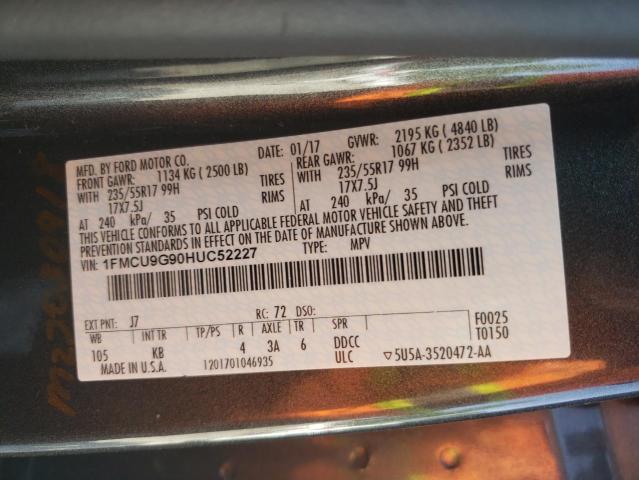 MFD. BY FORD MOTOR CO.
DATE: 01/17 GVWR: 2195 KG ( 4840 LB)
FRONT GAWR: 1134 KG ( 2500 LB) REAR GAWR: 1067 KG ( 2352 LB)
WITH 235/55R17 99H TIRES WITH 235/55R17 99H TIRES
17X7.5J RIMS 17X7.5J RIMS
AT 240 kPa/ 35 PSI COLD AT 240 kPa/ 35 PSI COLD
THIS VEHICLE CONFORMS TO ALL APPLICABLE FEDERAL MOTOR VEHICLE SAFETY AND THEFT
PREVENTION STANDARDS IN EFFECT ON THE DATE OF MANUFACTURE SHOWN ABOVE.
VIN: 1FMCU9G90HUC52227 TYPE: MPV
EXT PNT: J7 RC: 72 DSO: F0025
WB INT TR TP/PS R AXLE TR SPR T0150
105 KB 4 3A 6 DDCC
MADE IN U.S.A. 1201701046935 ULC ▽5U5A-3520472-AA